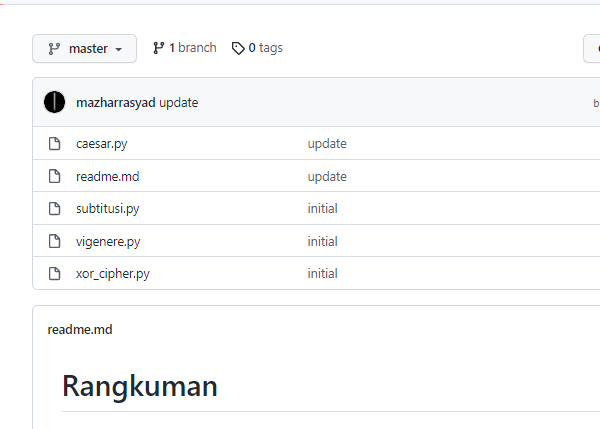 master 1 branch 0 tags
mazharrasyad update
caesar.py update
readme.md update
subtitusi.py initial
vigenere.py initial
xor_cipher.py initial
readme.md
Rangkuman